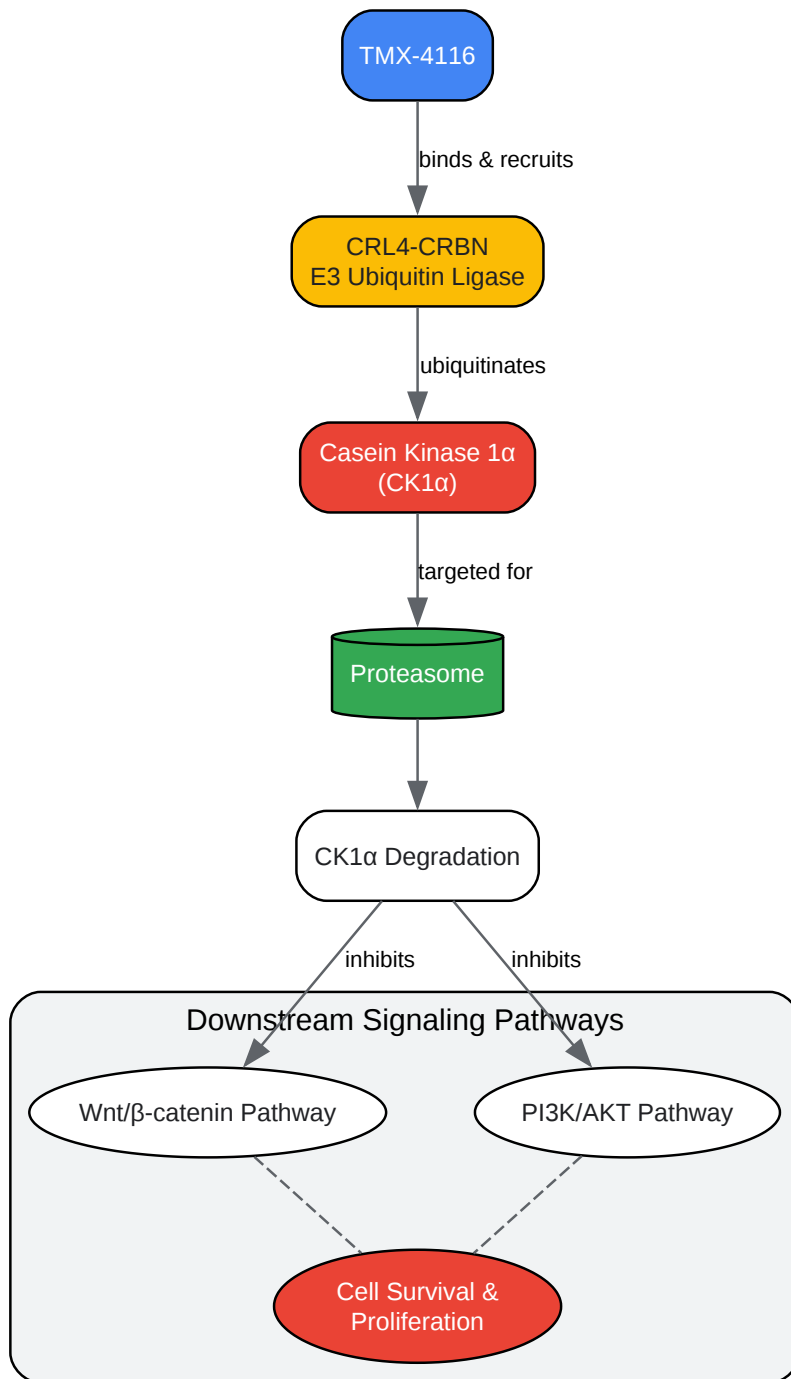 TMX-4116
binds & recruits
CRL4-CRBN
E3 Ubiquitin Ligase
ubiquitinates
Casein Kinase 1α
(CK1α)
targeted for
Proteasome
CK1α Degradation
inhibits
inhibits
Downstream Signaling Pathways
Wnt/β-catenin Pathway
PI3K/AKT Pathway
Cell Survival &
Proliferation